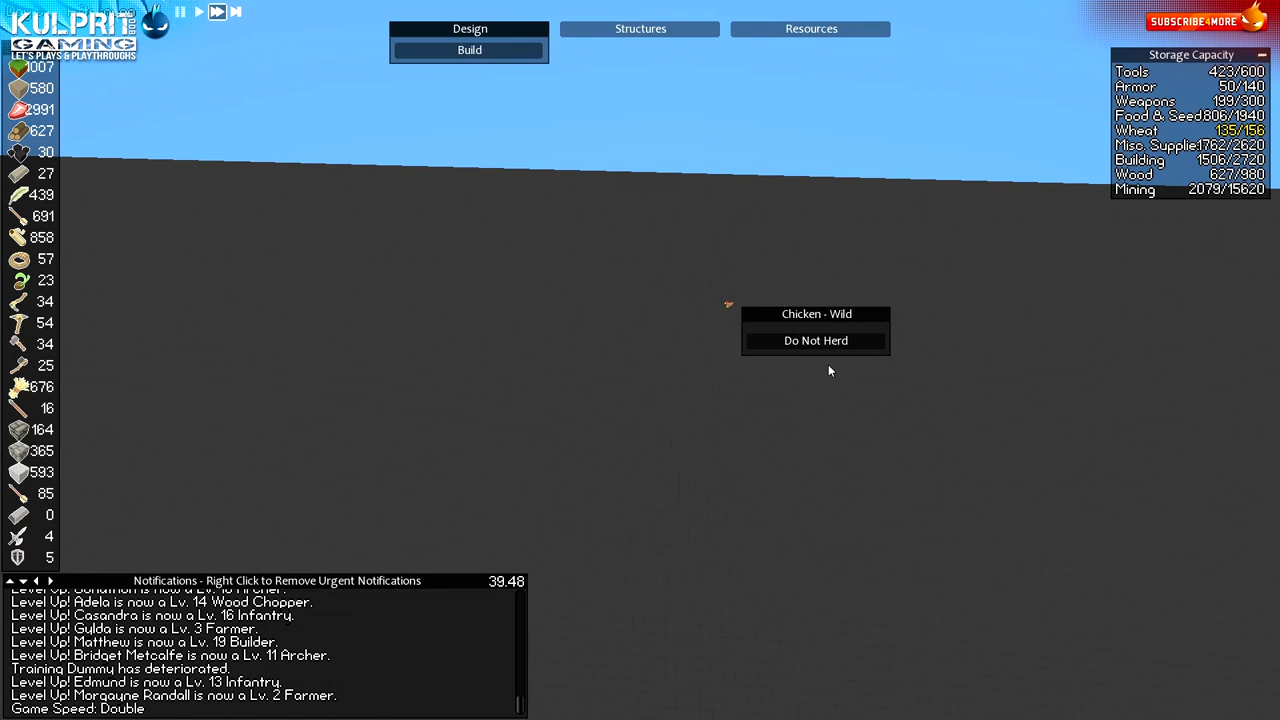 KULPRIT
GAMING
LET'S PLAYS & PLAYTHROUGHS
Design
Structures
Resources
SUBSCRIBE4MORE
Build
Storage Capacity
Tools 423/600
Armor 50/140
Weapons 199/300
Food & Seed 806/1940
Wheat 135/156
Misc. Supplies 1762/2620
Building 1506/2720
Wood 627/980
Mining 2079/15620
1007
580
2991
627
30
27
439
691
858
57
23
34
54
34
25
676
16
164
365
593
85
0
4
5
Chicken - Wild
Do Not Herd
Notifications - Right Click to Remove Urgent Notifications 39.48
Level Up! Adela is now a Lv. 14 Wood Chopper.
Level Up! Casandra is now a Lv. 16 Infantry.
Level Up! Gylda is now a Lv. 3 Farmer.
Level Up! Matthew is now a Lv. 19 Builder.
Level Up! Bridget Metcalfe is now a Lv. 11 Archer.
Training Dummy has deteriorated.
Level Up! Edmund is now a Lv. 13 Infantry.
Level Up! Morgayne Randall is now a Lv. 2 Farmer.
Game Speed: Double